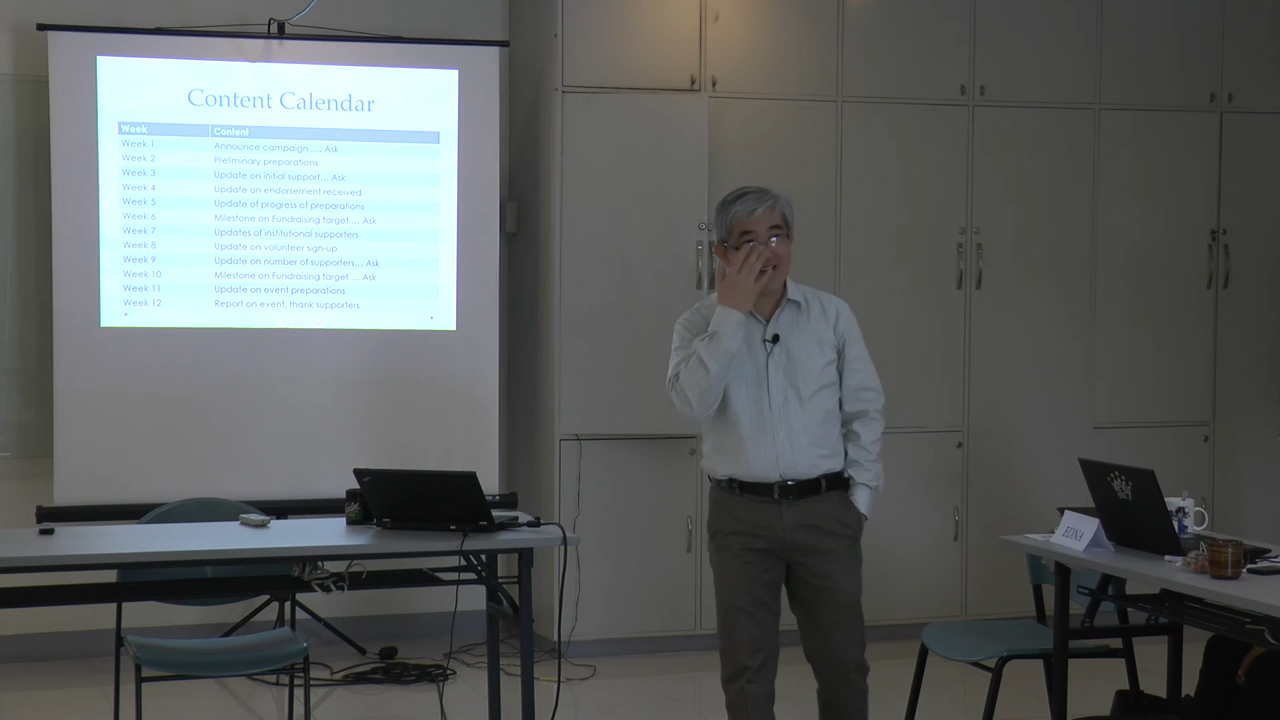 Content Calendar
Week Content
Week 1 Announce campaign .... Ask
Week 2 Preliminary preparations
Week 3 Update on initial support... Ask
Week 4 Update on endorsement received
Week 5 Update of progress of preparations
Week 6 Milestone on Fundraising target ... Ask
Week 7 Updates of institutional supporters
Week 8 Update on volunteer sign-up
Week 9 Update on number of supporters... Ask
Week 10 Milestone on Fundraising target ... Ask
Week 11 Update on event preparations
Week 12 Report on event, thank supporters
EDNA